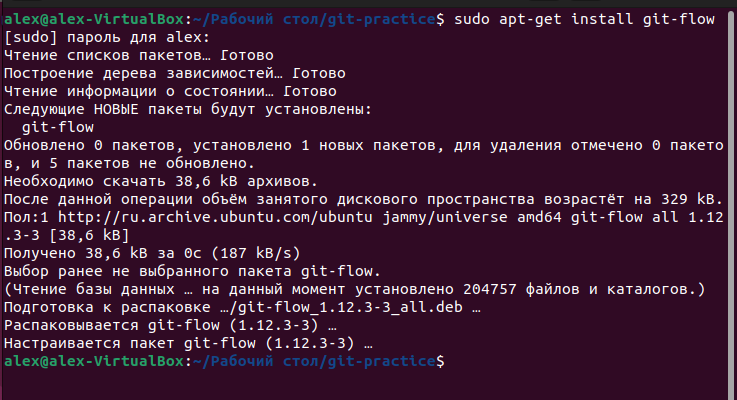 alex@alex-VirtualBox:~/Рабочий стол/git-practice$ sudo apt-get install git-flow
[sudo] пароль для alex:
Чтение списков пакетов… Готово
Построение дерева зависимостей… Готово
Чтение информации о состоянии… Готово
Следующие НОВЫЕ пакеты будут установлены:
  git-flow
Обновлено 0 пакетов, установлено 1 новых пакетов, для удаления отмечено 0 пакето
в, и 5 пакетов не обновлено.
Необходимо скачать 38,6 kB архивов.
После данной операции объём занятого дискового пространства возрастёт на 329 kB.
Пол:1 http://ru.archive.ubuntu.com/ubuntu jammy/universe amd64 git-flow all 1.12
.3-3 [38,6 kB]
Получено 38,6 kB за 0с (187 kB/s)
Выбор ранее не выбранного пакета git-flow.
(Чтение базы данных … на данный момент установлено 204757 файлов и каталогов.)
Подготовка к распаковке …/git-flow_1.12.3-3_all.deb …
Распаковывается git-flow (1.12.3-3) …
Настраивается пакет git-flow (1.12.3-3) …
alex@alex-VirtualBox:~/Рабочий стол/git-practice$